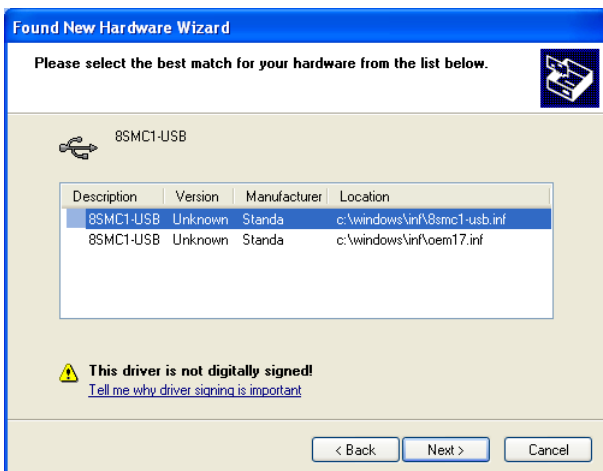 Found New Hardware Wizard
Please select the best match for your hardware from the list below.
8SMC1-USB
Description Version Manufacturer Location
8SMC1-USB Unknown Standa c:\windows\inf\8smc1-usb.inf
8SMC1-USB Unknown Standa c:\windows\inf\oem17.inf
This driver is not digitally signed!
Tell me why driver signing is important
< Back Next > Cancel